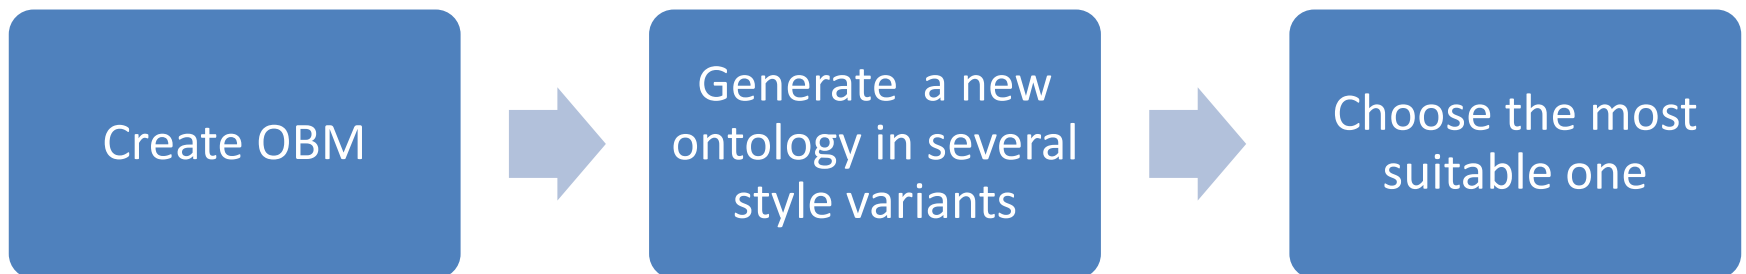 Create OBM
Generate  a new
ontology in several
style variants
Choose the most
suitable one